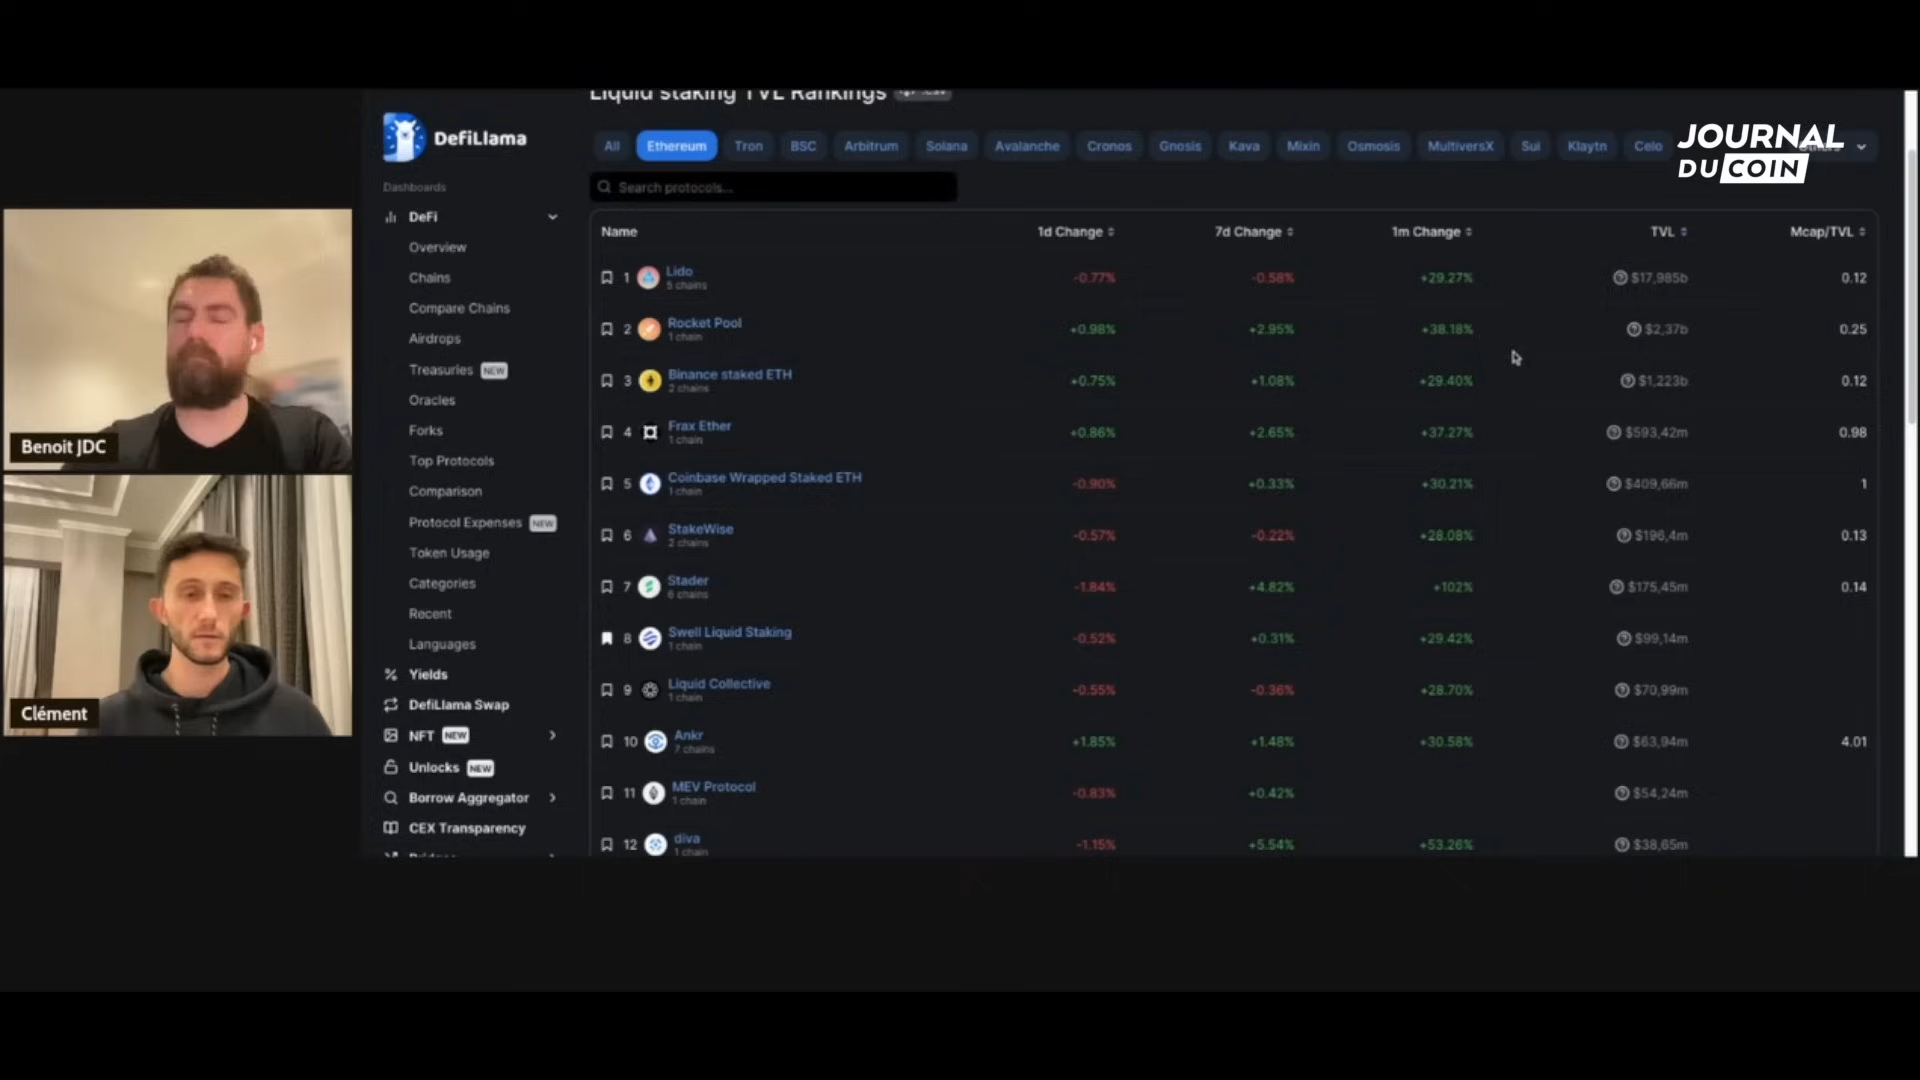 Liquid staking TVL Rankings
JOURNAL
DU COIN
DefiLlama
All Ethereum Tron BSC Arbitrum Solana Avalanche Cronos Gnosis Kava Mixin Osmosis MultiversX Sui Klaytn Celo
Search protocols...
Dashboards
DeFi
Overview
Chains
Compare Chains
Airdrops
Treasuries NEW
Oracles
Forks
Top Protocols
Comparison
Protocol Expenses NEW
Token Usage
Categories
Recent
Languages
Yields
DefiLlama Swap
NFT NEW
Unlocks NEW
Borrow Aggregator
CEX Transparency
Name 1d Change 7d Change 1m Change TVL Mcap/TVL
1 Lido -0.77% -0.58% +29.27% $17,985b 0.12
5 chains
2 Rocket Pool +0.98% +2.95% +38.18% $2,37b 0.25
1 chain
3 Binance staked ETH +0.75% +1.08% +29.40% $1,223b 0.12
2 chains
4 Frax Ether +0.86% +2.65% +37.27% $593,42m 0.98
1 chain
5 Coinbase Wrapped Staked ETH -0.90% +0.33% +30.21% $409,66m 1
1 chain
6 StakeWise -0.57% -0.22% +28.08% $196,4m 0.13
2 chains
7 Stader -1.84% +4.82% +102% $175,45m 0.14
6 chains
8 Swell Liquid Staking -0.52% +0.31% +29.42% $99,14m
1 chain
9 Liquid Collective -0.55% -0.36% +28.70% $70,99m
1 chain
10 Ankr +1.85% +1.48% +30.58% $63,94m 4.01
7 chains
11 MEV Protocol -0.83% +0.42% $54,24m
1 chain
12 diva -1.15% +5.54% +53.26% $38,65m
1 chain
Benoit JDC
Clément